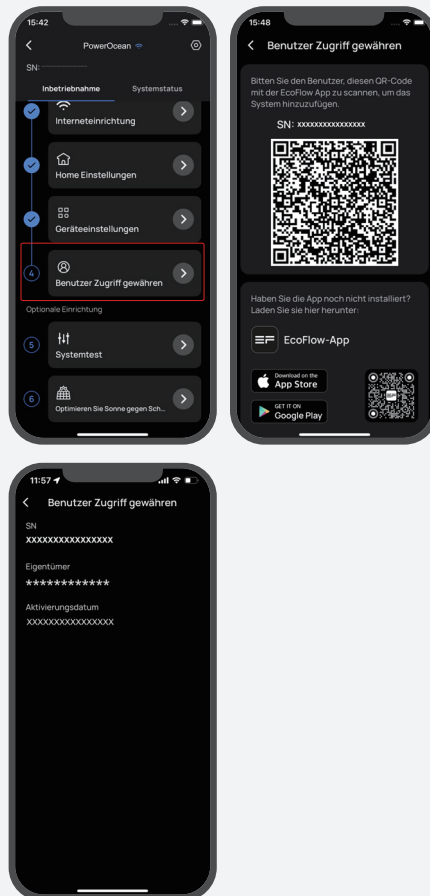 15:42
PowerOcean
SN:
Inbetriebnahme Systemstatus
Interneteinrichtung
Home Einstellungen
Geräteeinstellungen
4
Benutzer Zugriff gewähren
Optionale Einrichtung
5
Systemtest
6
Optimieren Sie Sonne gegen Sch...
15:48
Benutzer Zugriff gewähren
Bitten Sie den Benutzer, diesen QR-Code
mit der EcoFlow App zu scannen, um das
System hinzuzufügen.
SN: xxxxxxxxxxxxxxxx
Haben Sie die App noch nicht installiert?
Laden Sie sie hier herunter:
EcoFlow-App
Download on the
App Store
GET IT ON
Google Play
11:57
Benutzer Zugriff gewähren
SN
XXXXXXXXXXXXXXXX
Eigentümer
************
Aktivierungsdatum
XXXXXXXXXXXXXXXX